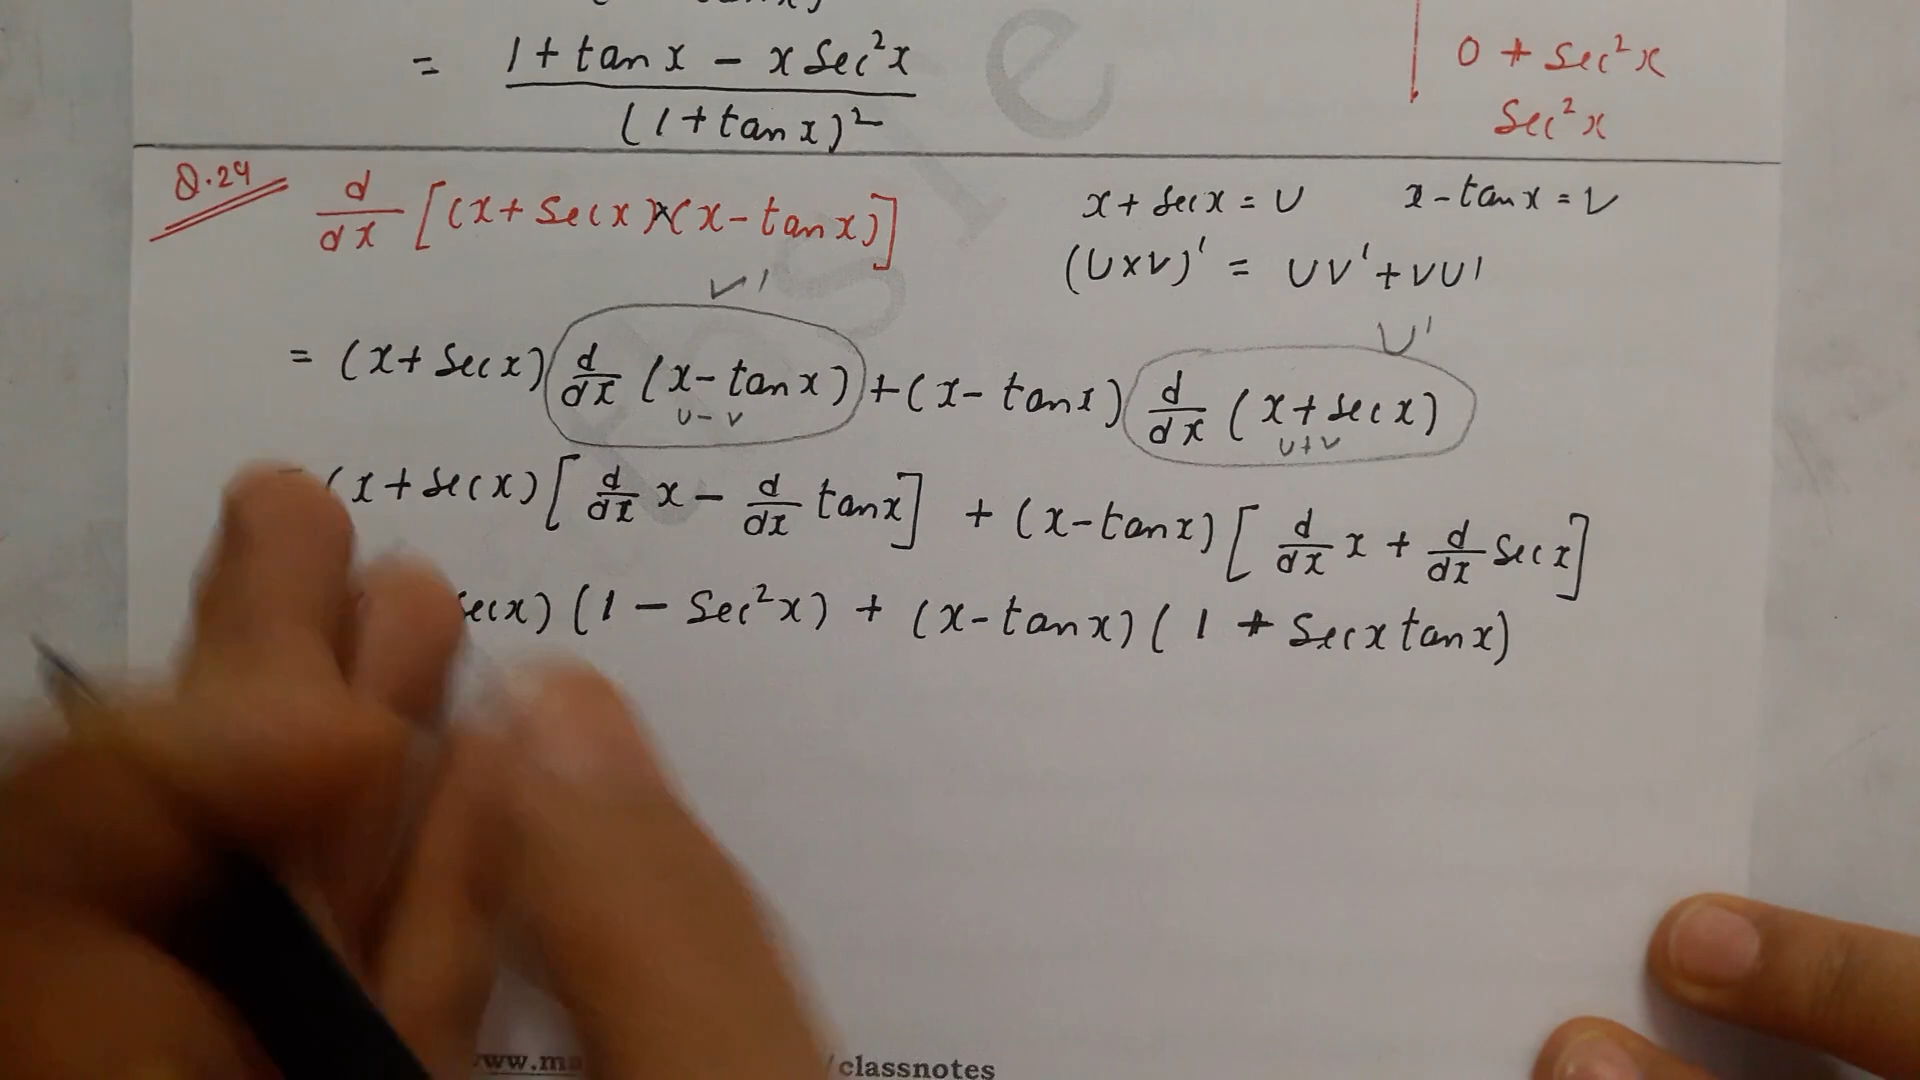 = 1 + tan x - x Sec²x / (1 + tan x)²
0 + Sec²x
Sec²x
Q.24 d/dx [(x + Sec x) × (x - tan x)]
x + Sec x = U x - tan x = V
(U×V)' = UV' + VU'
V'
U'
= (x + Sec x) d/dx (x - tan x) + (x - tan x) d/dx (x + Sec x)
U - V
U + V
= (x + Sec x) [d/dx x - d/dx tan x] + (x - tan x) [d/dx x + d/dx Sec x]
Sec x) (1 - Sec²x) + (x - tan x) (1 + Sec x tan x)
/classnotes